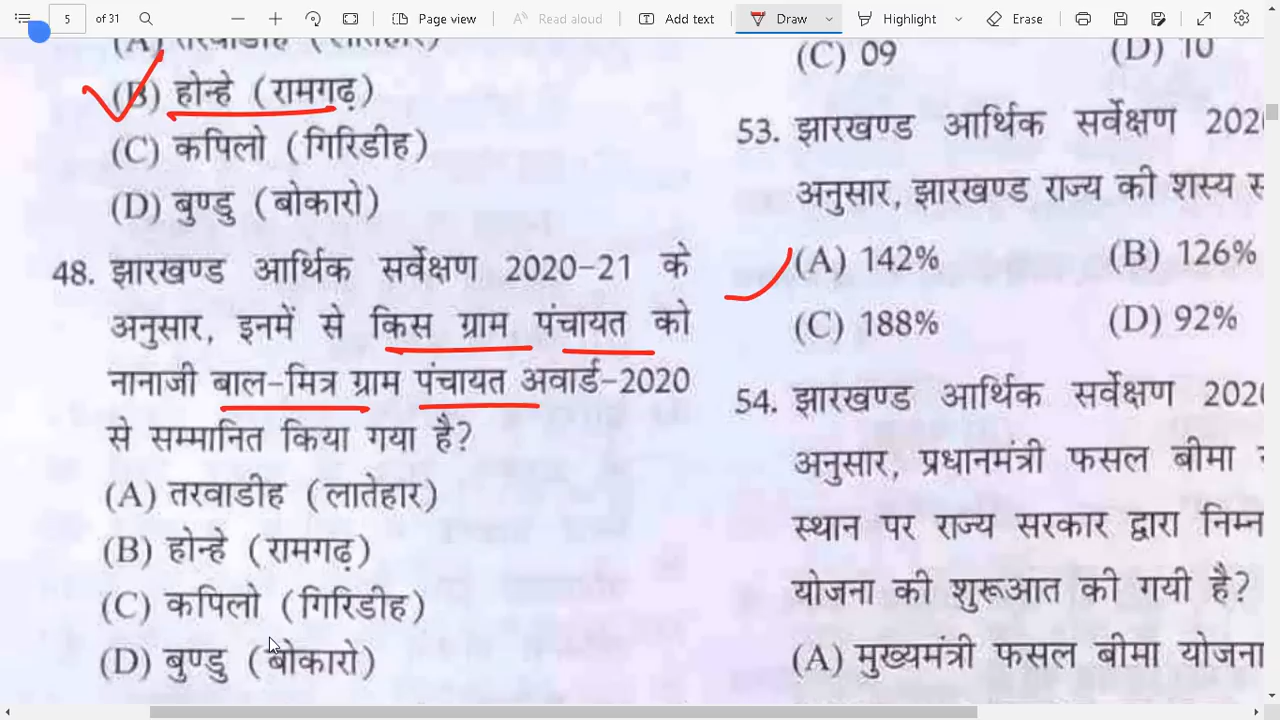 5 of 31 Page view Read aloud Add text Draw Highlight Erase
(A) तरवाडीह (लातेहार)
(B) होन्हे (रामगढ़)
(C) कपिलो (गिरिडीह)
(D) बुण्डु (बोकारो)
48. झारखण्ड आर्थिक सर्वेक्षण 2020-21 के
अनुसार, इनमें से किस ग्राम पंचायत को
नानाजी बाल-मित्र ग्राम पंचायत अवार्ड-2020
से सम्मानित किया गया है?
(A) तरवाडीह (लातेहार)
(B) होन्हे (रामगढ़)
(C) कपिलो (गिरिडीह)
(D) बुण्डु (बोकारो)
(C) 09 (D) 10
53. झारखण्ड आर्थिक सर्वेक्षण 202
अनुसार, झारखण्ड राज्य की शस्य
(A) 142% (B) 126%
(C) 188% (D) 92%
54. झारखण्ड आर्थिक सर्वेक्षण 202
अनुसार, प्रधानमंत्री फसल बीमा
स्थान पर राज्य सरकार द्वारा निम्न
योजना की शुरूआत की गयी है?
(A) मुख्यमंत्री फसल बीमा योजना